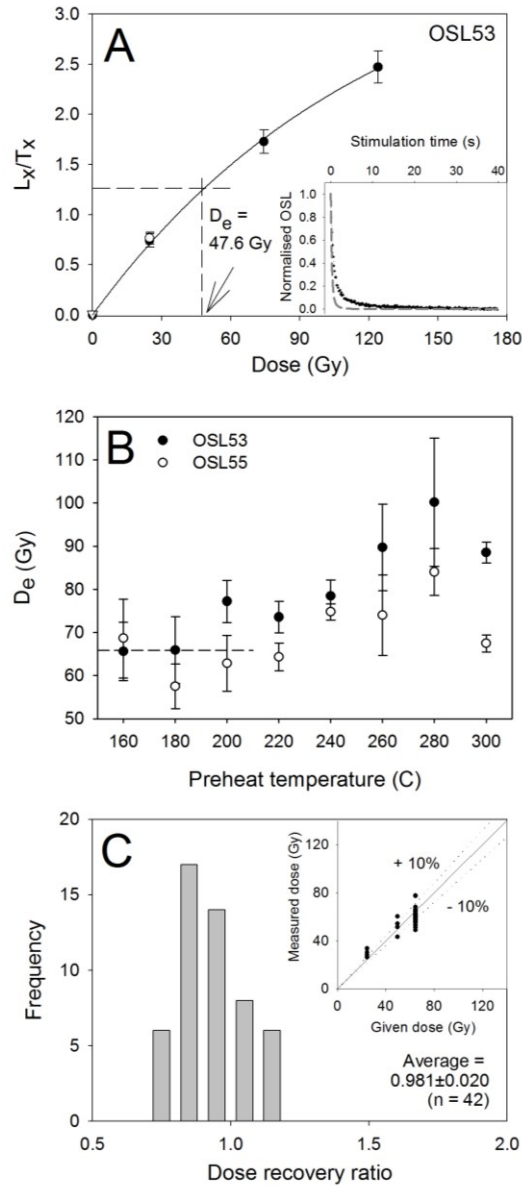 A
OSL53
3.0
2.5
2.0
1.5
1.0
0.5
0.0
Lx/Tx
De =
47.6 Gy
Stimulation time (s)
0 10 20 30 40
Normalised OSL
1.0
0.8
0.6
0.4
0.2
0.0
0 30 60 90 120 150 180
Dose (Gy)
B
OSL53
OSL55
120
110
100
90
80
70
60
50
De (Gy)
160 180 200 220 240 260 280 300
Preheat temperature (C)
C
20
15
10
5
0
Frequency
Measured dose (Gy)
120
80
40
0
+ 10%
- 10%
0 40 80 120
Given dose (Gy)
Average =
0.981±0.020
(n = 42)
0.5 1.0 1.5 2.0
Dose recovery ratio